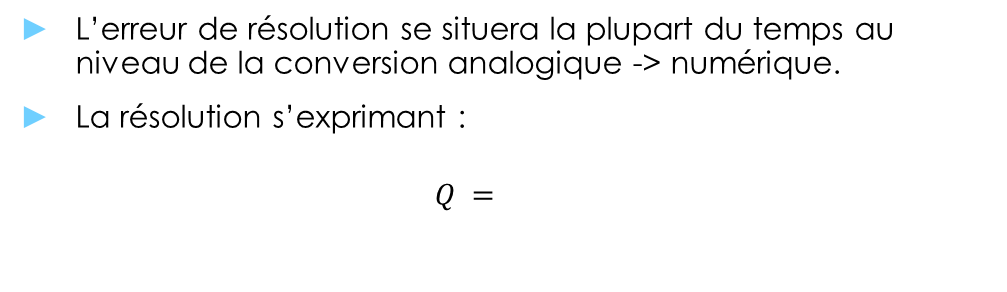 L’erreur de résolution se situera la plupart du temps au
niveau de la conversion analogique -> numérique.
La résolution s’exprimant :
Q =